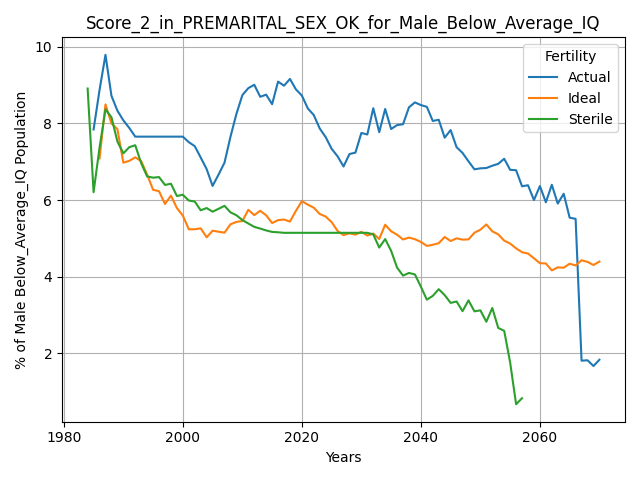 Score_2_in_PREMARITAL_SEX_OK_for_Male_Below_Average_IQ
% of Male Below_Average_IQ Population
10
8
6
4
2
Fertility
Actual
Ideal
Sterile
1980
2000
2020
2040
2060
Years